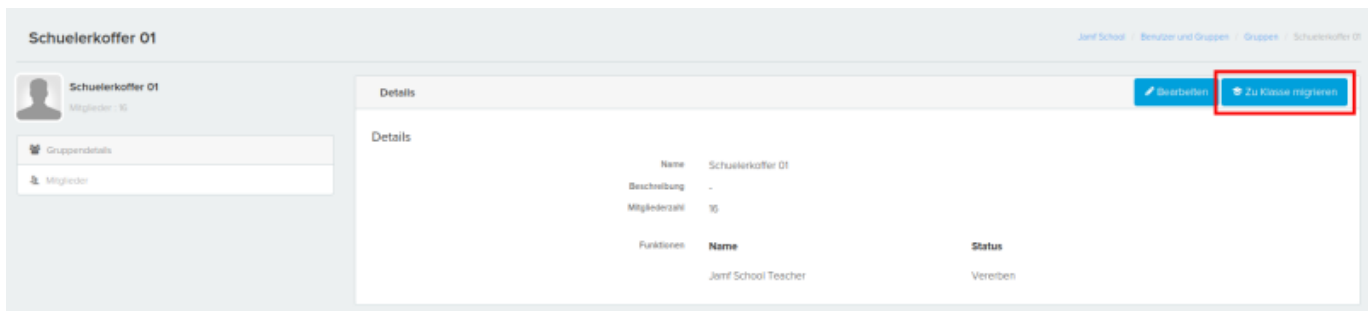 Schuelerkoffer 01
Jamf School / Benutzer und Gruppen / Gruppen / Schuelerkoffer 01
Schuelerkoffer 01
Mitglieder : 16
Gruppendetails
Mitglieder
Details
Bearbeiten
Zu Klasse migrieren
Details
Name Schuelerkoffer 01
Beschreibung -
Mitgliederzahl 16
Funktionen Name Status
Jamf School Teacher Vererben